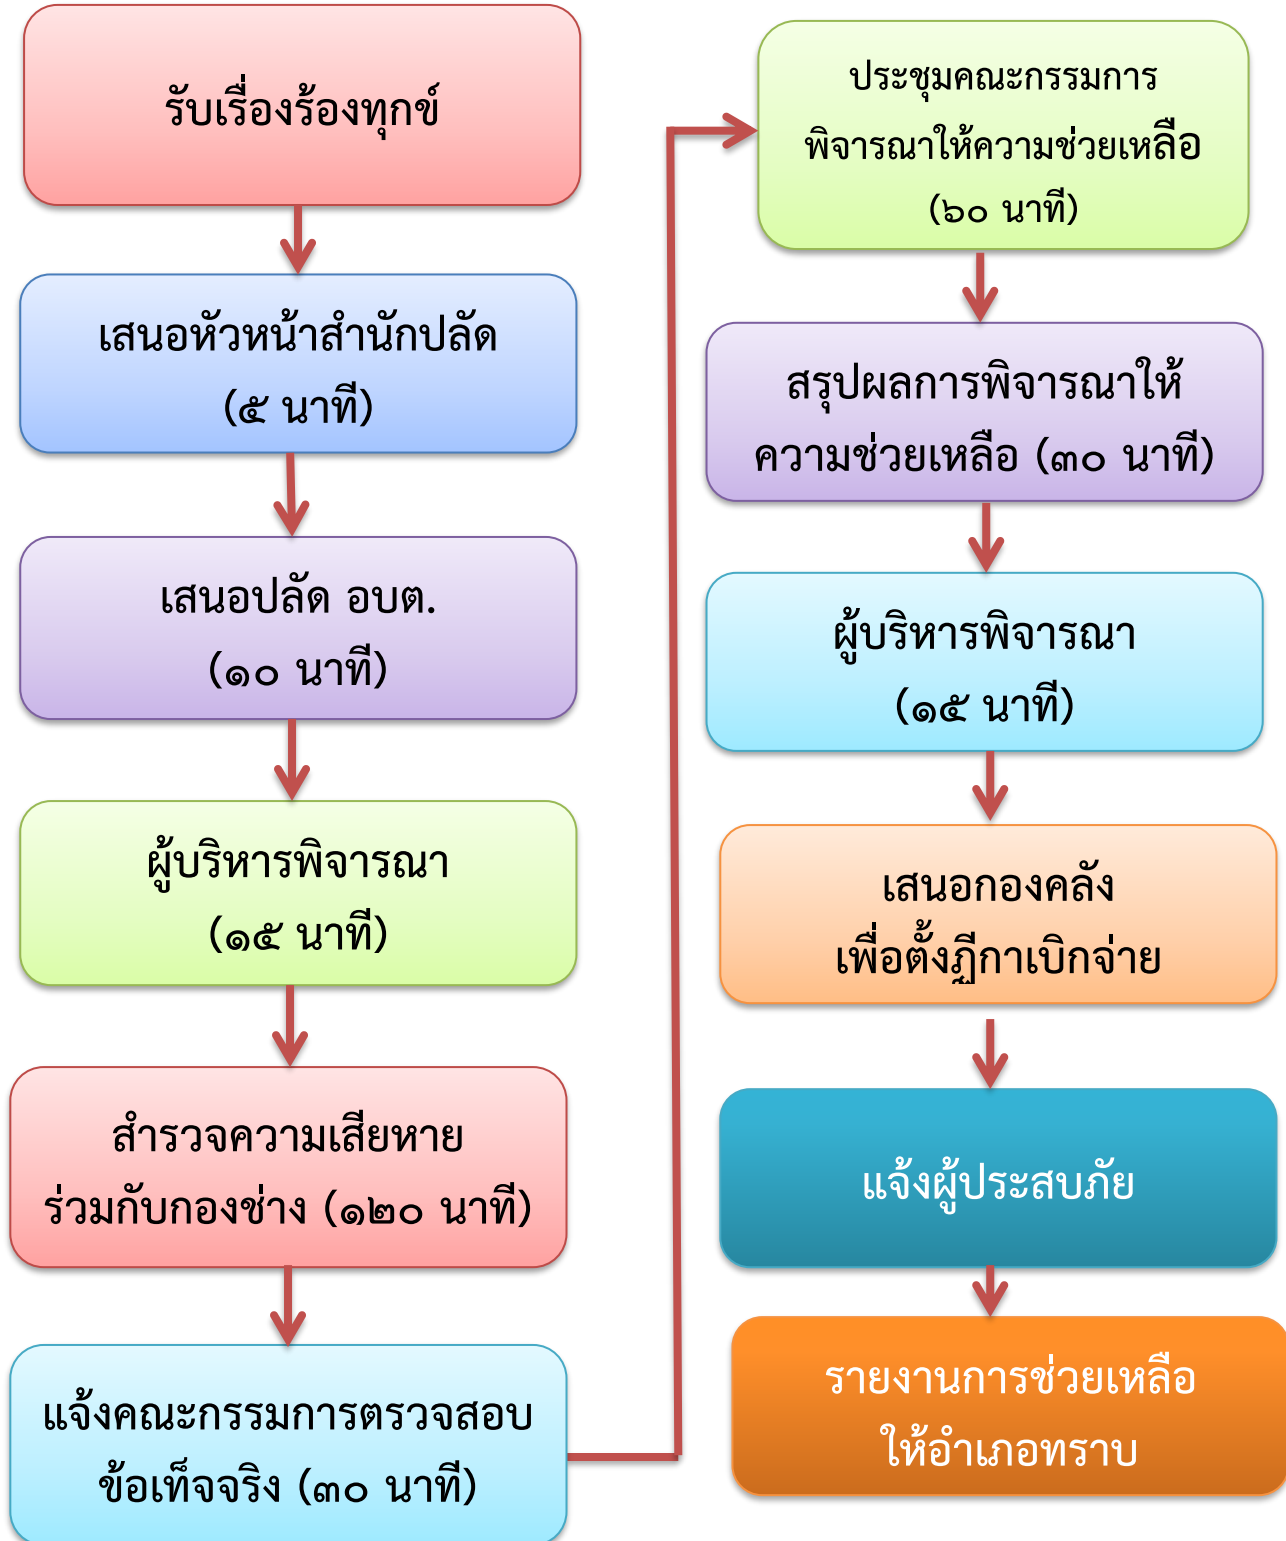 รับเรื่องร้องทุกข์
เสนอหัวหน้าสำนักปลัด
(๕ นาที)
เสนอปลัด อบต.
(๑๐ นาที)
ผู้บริหารพิจารณา
(๑๕ นาที)
สำรวจความเสียหาย
ร่วมกับกองช่าง (๑๒๐ นาที)
แจ้งคณะกรรมการตรวจสอบ
ข้อเท็จจริง (๓๐ นาที)
ประชุมคณะกรรมการ
พิจารณาให้ความช่วยเหลือ
(๖๐ นาที)
สรุปผลการพิจารณาให้
ความช่วยเหลือ (๓๐ นาที)
ผู้บริหารพิจารณา
(๑๕ นาที)
เสนอกองคลัง
เพื่อตั้งฎีกาเบิกจ่าย
แจ้งผู้ประสบภัย
รายงานการช่วยเหลือ
ให้อำเภอทราบ